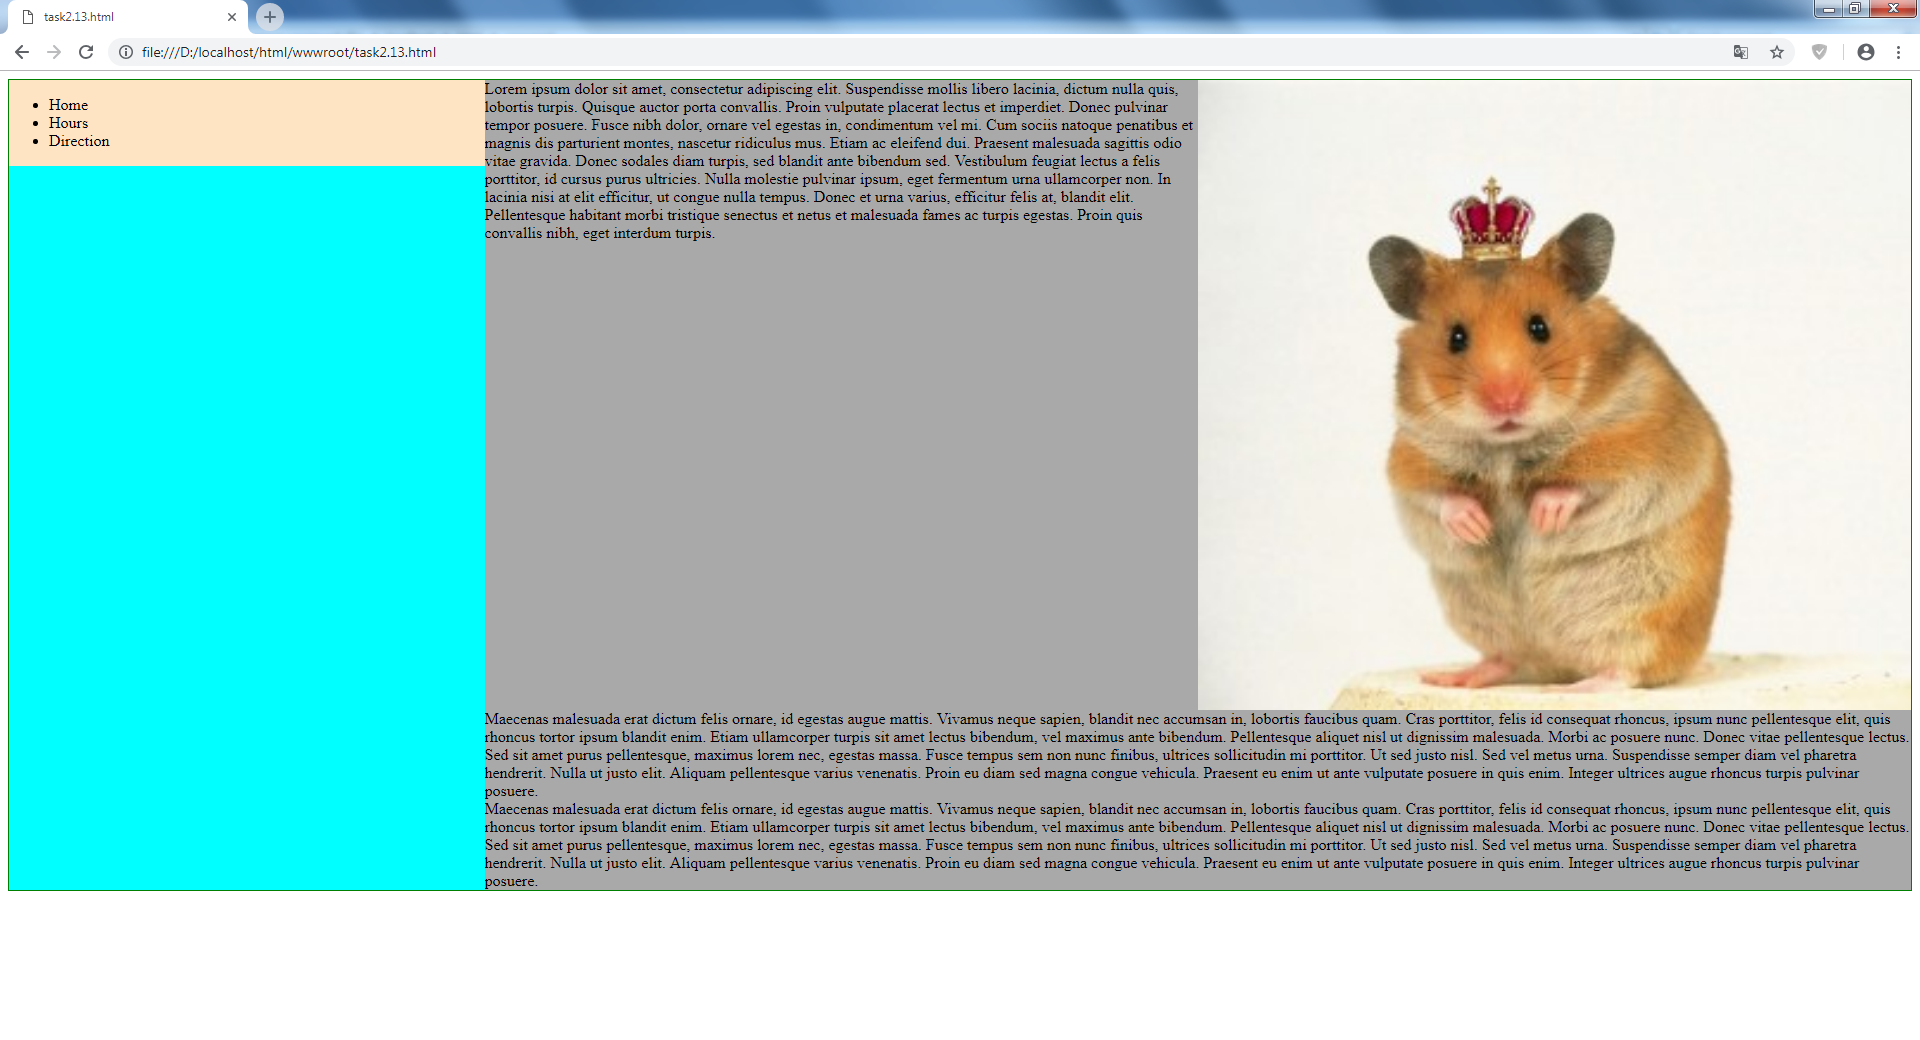 task2.13.html
file:///D:/localhost/html/wwwroot/task2.13.html
Home
Hours
Direction
Lorem ipsum dolor sit amet, consectetur adipiscing elit. Suspendisse mollis libero lacinia, dictum nulla quis,
lobortis turpis. Quisque auctor porta convallis. Proin vulputate placerat lectus et imperdiet. Donec pulvinar
tempor posuere. Fusce nibh dolor, ornare vel egestas in, condimentum vel mi. Cum sociis natoque penatibus et
magnis dis parturient montes, nascetur ridiculus mus. Etiam ac eleifend dui. Praesent malesuada sagittis odio
vitae gravida. Donec sodales diam turpis, sed blandit ante bibendum sed. Vestibulum feugiat lectus a felis
porttitor, id cursus purus ultricies. Nulla molestie pulvinar ipsum, eget fermentum urna ullamcorper non. In
lacinia nisi at elit efficitur, ut congue nulla tempus. Donec et urna varius, efficitur felis at, blandit elit.
Pellentesque habitant morbi tristique senectus et netus et malesuada fames ac turpis egestas. Proin quis
convallis nibh, eget interdum turpis.
Maecenas malesuada erat dictum felis ornare, id egestas augue mattis. Vivamus neque sapien, blandit nec accumsan in, lobortis faucibus quam. Cras porttitor, felis id consequat rhoncus, ipsum nunc pellentesque elit, quis
rhoncus tortor ipsum blandit enim. Etiam ullamcorper turpis sit amet lectus bibendum, vel maximus ante bibendum. Pellentesque aliquet nisl ut dignissim malesuada. Morbi ac posuere nunc. Donec vitae pellentesque lectus.
Sed sit amet purus pellentesque, maximus lorem nec, egestas massa. Fusce tempus sem non nunc finibus, ultrices sollicitudin mi porttitor. Ut sed justo nisl. Sed vel metus urna. Suspendisse semper diam vel pharetra
hendrerit. Nulla ut justo elit. Aliquam pellentesque varius venenatis. Proin eu diam sed magna congue vehicula. Praesent eu enim ut ante vulputate posuere in quis enim. Integer ultrices augue rhoncus turpis pulvinar
posuere.
Maecenas malesuada erat dictum felis ornare, id egestas augue mattis. Vivamus neque sapien, blandit nec accumsan in, lobortis faucibus quam. Cras porttitor, felis id consequat rhoncus, ipsum nunc pellentesque elit, quis
rhoncus tortor ipsum blandit enim. Etiam ullamcorper turpis sit amet lectus bibendum, vel maximus ante bibendum. Pellentesque aliquet nisl ut dignissim malesuada. Morbi ac posuere nunc. Donec vitae pellentesque lectus.
Sed sit amet purus pellentesque, maximus lorem nec, egestas massa. Fusce tempus sem non nunc finibus, ultrices sollicitudin mi porttitor. Ut sed justo nisl. Sed vel metus urna. Suspendisse semper diam vel pharetra
hendrerit. Nulla ut justo elit. Aliquam pellentesque varius venenatis. Proin eu diam sed magna congue vehicula. Praesent eu enim ut ante vulputate posuere in quis enim. Integer ultrices augue rhoncus turpis pulvinar
posuere.